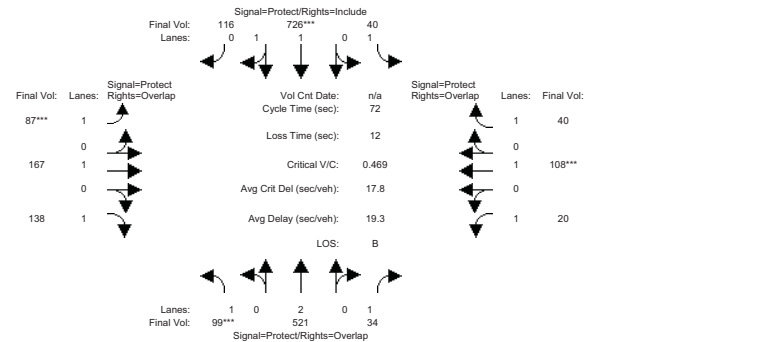 Signal=Protect/Rights=Include
Final Vol: 116 726*** 40
Lanes: 0 1 1 0 1
Signal=Protect Signal=Protect
Final Vol: Lanes: Rights=Overlap Vol Cnt Date: n/a Rights=Overlap Lanes: Final Vol:
Cycle Time (sec): 72
87*** 1 1 40
Loss Time (sec): 12
0 0
167 1 Critical V/C: 0.469 1 108***
0 Avg Crit Del (sec/veh): 17.8 0
138 1 Avg Delay (sec/veh): 19.3 1 20
LOS: B
Lanes: 1 0 2 0 1
Final Vol: 99*** 521 34
Signal=Protect/Rights=Overlap